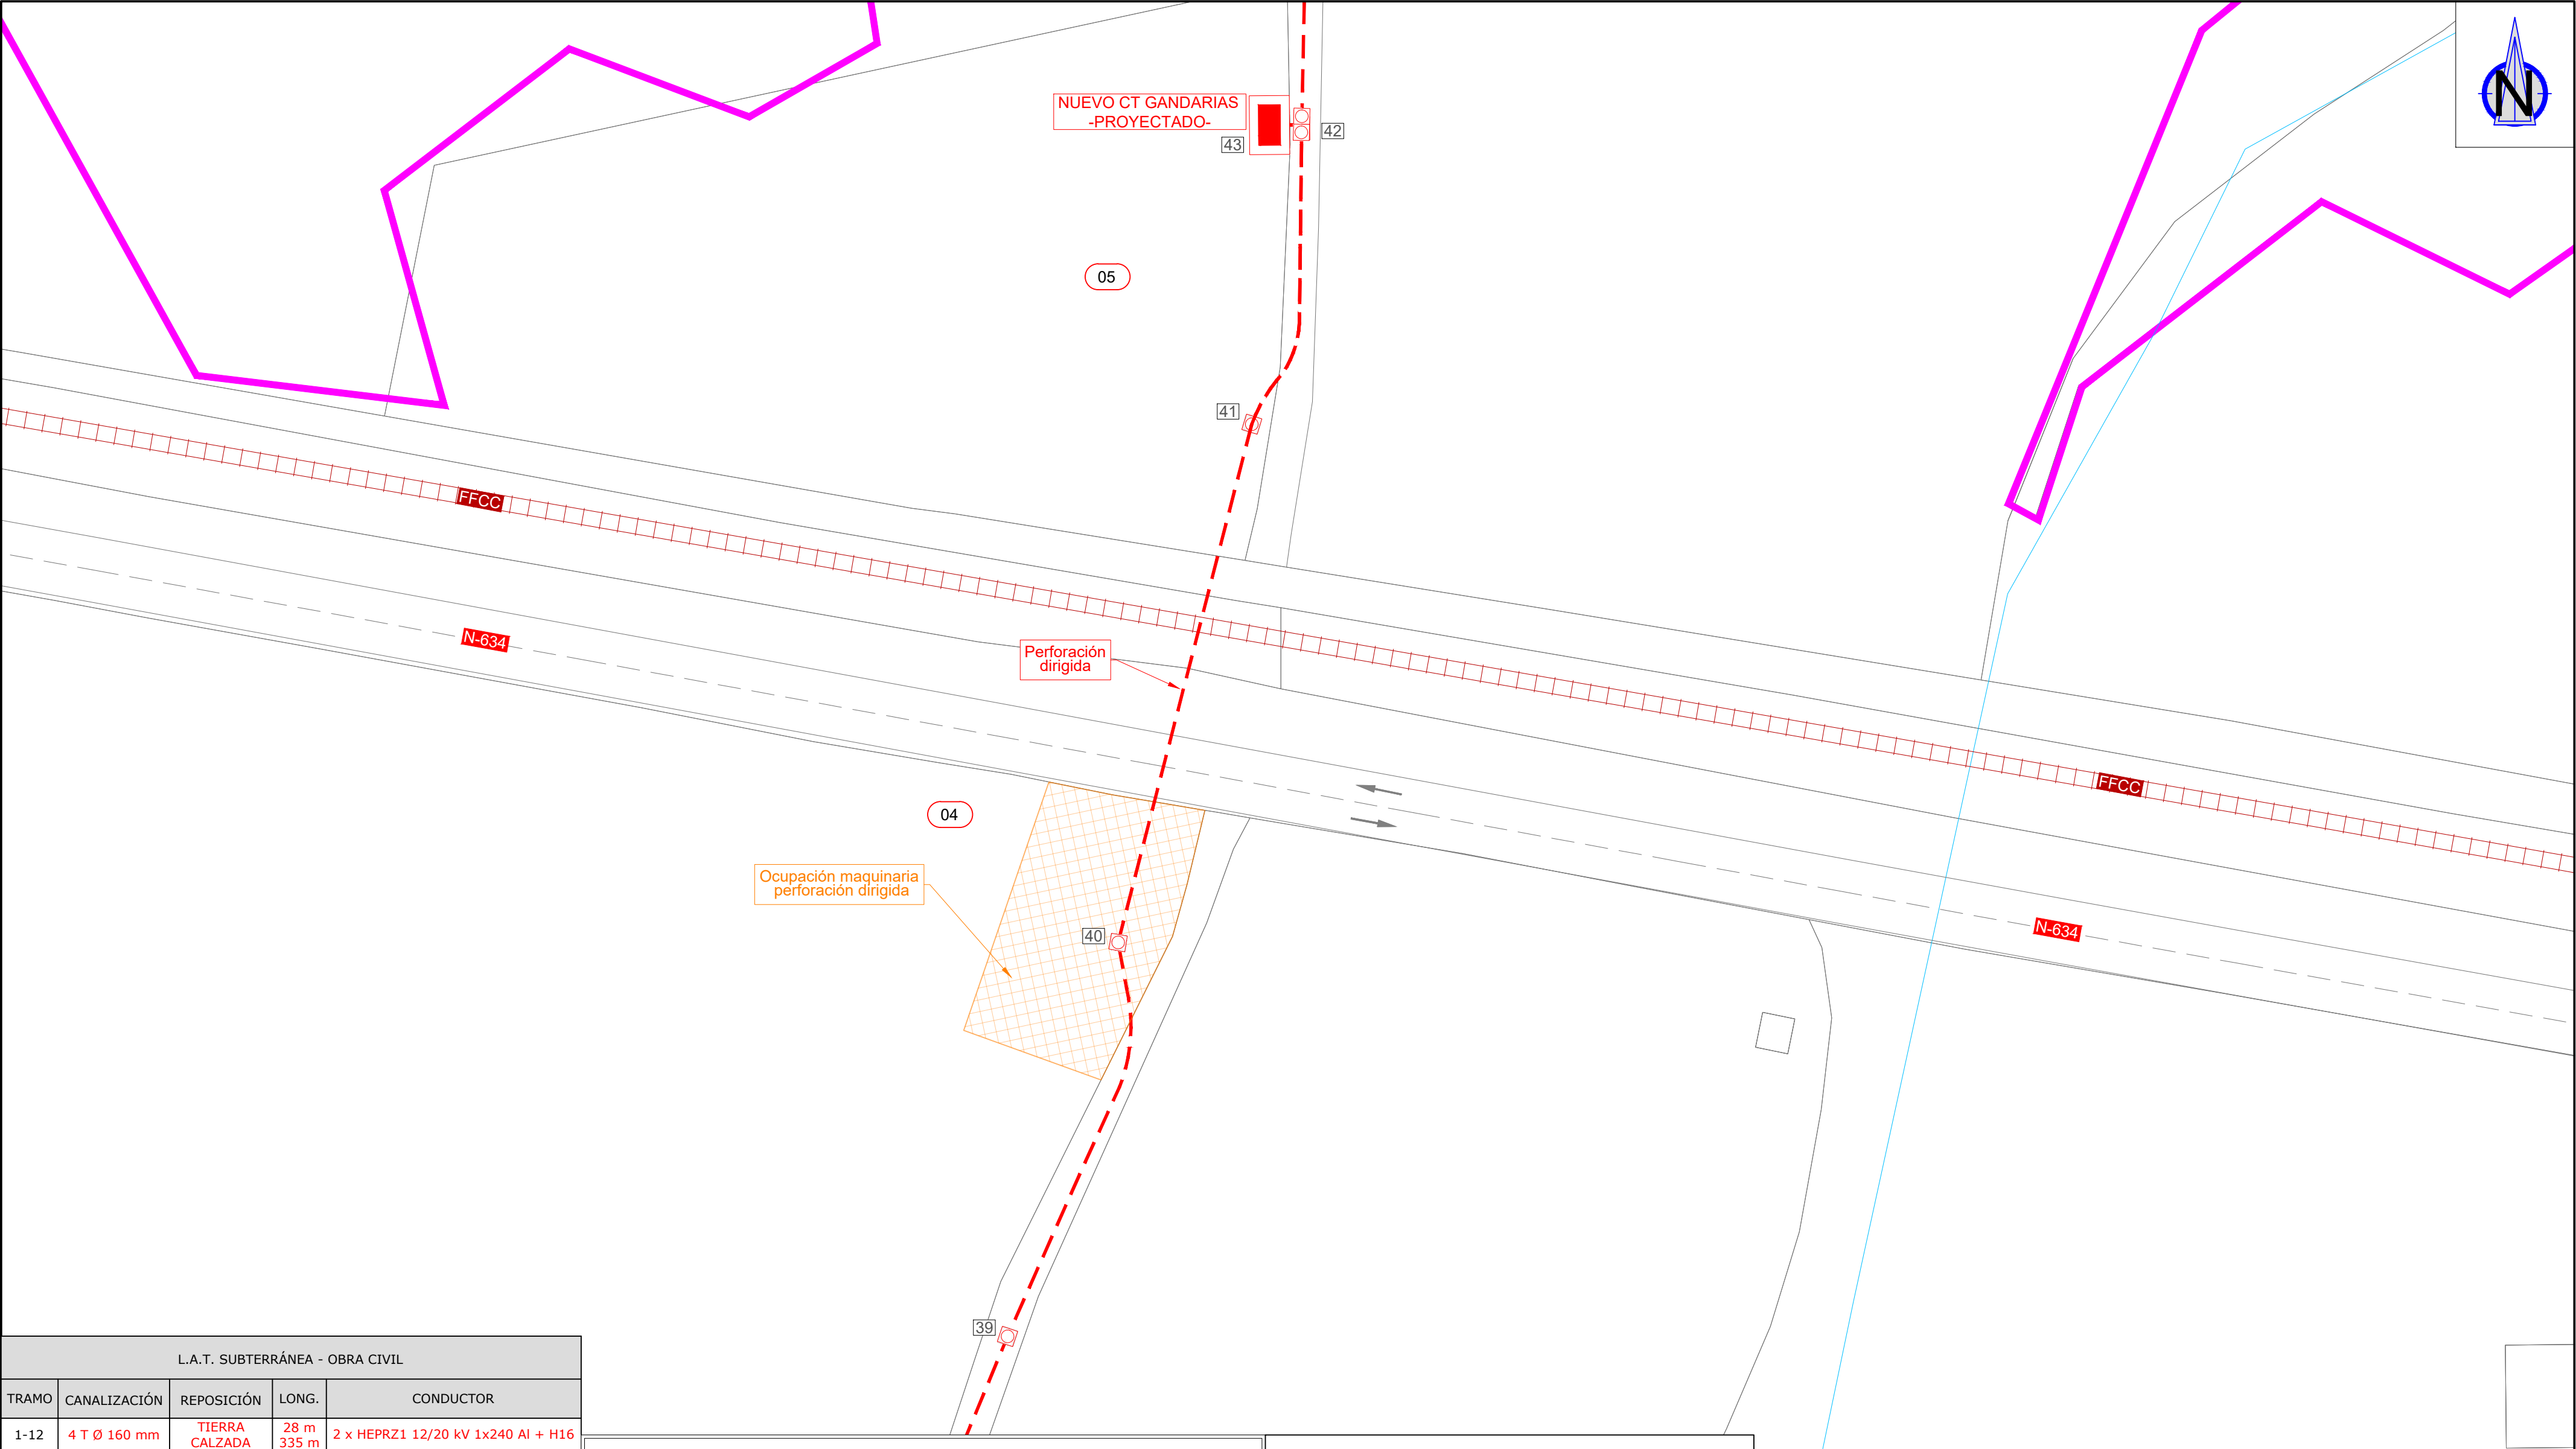 N
NUEVO CT GANDARIAS
-PROYECTADO-
43
42
05
41
FFCC
N-634
Perforación
dirigida
FFCC
04
Ocupación maquinaria
perforación dirigida
40
N-634
39
L.A.T. SUBTERRÁNEA - OBRA CIVIL
TRAMO CANALIZACIÓN REPOSICIÓN LONG. CONDUCTOR
1-12 4 T Ø 160 mm TIERRA 28 m 2 x HEPRZ1 12/20 kV 1x240 Al + H16
CALZADA 335 m